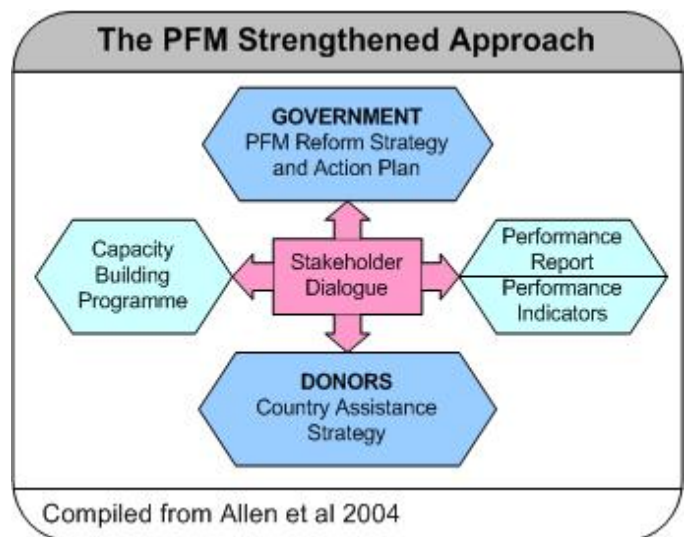 The PFM Strengthened Approach
GOVERNMENT
PFM Reform Strategy
and Action Plan
Capacity
Building
Programme
Stakeholder
Dialogue
Performance
Report
Performance
Indicators
DONORS
Country Assistance
Strategy
Compiled from Allen et al 2004